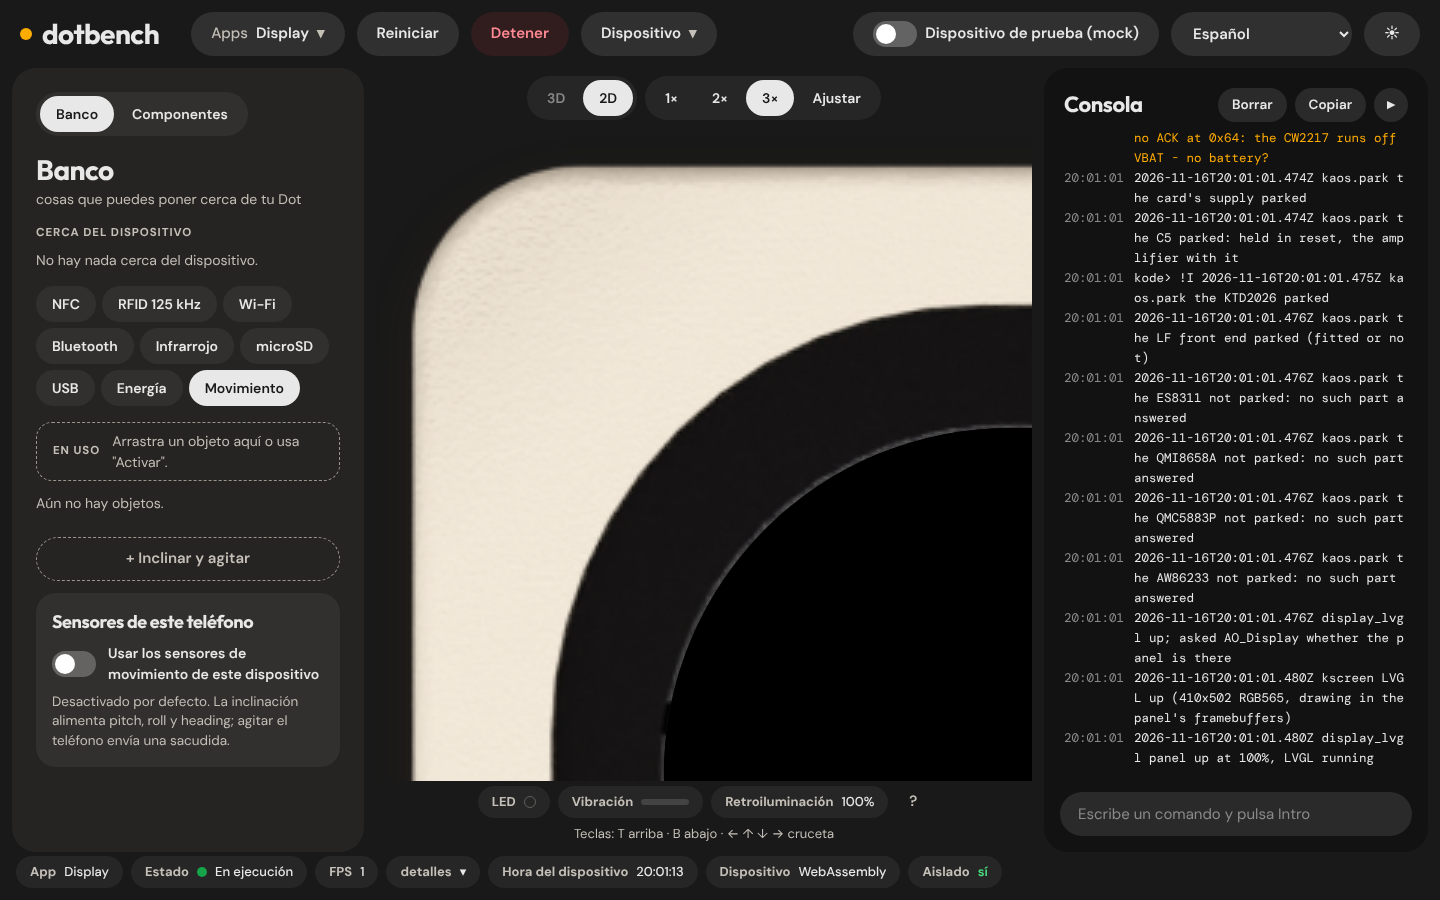 dotbench
Apps Display ▾
Reiniciar
Detener
Dispositivo ▾
Dispositivo de prueba (mock)
Español
Banco
Componentes
Banco
cosas que puedes poner cerca de tu Dot
CERCA DEL DISPOSITIVO
No hay nada cerca del dispositivo.
NFC
RFID 125 kHz
Wi-Fi
Bluetooth
Infrarrojo
microSD
USB
Energía
Movimiento
EN USO
Arrastra un objeto aquí o usa
"Activar".
Aún no hay objetos.
+ Inclinar y agitar
Sensores de este teléfono
Usar los sensores de
movimiento de este dispositivo
Desactivado por defecto. La inclinación
alimenta pitch, roll y heading; agitar el
teléfono envía una sacudida.
3D
2D
1×
2×
3×
Ajustar
LED
Vibración
Retroiluminación 100%
?
Teclas: T arriba · B abajo · ← ↑ ↓ → cruceta
Consola
Borrar
Copiar
▶
no ACK at 0x64: the CW2217 runs off
VBAT - no battery?
20:01:01 2026-11-16T20:01:01.474Z kaos.park t
he card's supply parked
20:01:01 2026-11-16T20:01:01.474Z kaos.park t
he C5 parked: held in reset, the amp
lifier with it
20:01:01 kode> !I 2026-11-16T20:01:01.475Z ka
os.park the KTD2026 parked
20:01:01 2026-11-16T20:01:01.476Z kaos.park t
he LF front end parked (fitted or no
t)
20:01:01 2026-11-16T20:01:01.476Z kaos.park t
he ES8311 not parked: no such part a
nswered
20:01:01 2026-11-16T20:01:01.476Z kaos.park t
he QMI8658A not parked: no such part
answered
20:01:01 2026-11-16T20:01:01.476Z kaos.park t
he QMC5883P not parked: no such part
answered
20:01:01 2026-11-16T20:01:01.476Z kaos.park t
he AW86233 not parked: no such part
answered
20:01:01 2026-11-16T20:01:01.476Z display_lvg
l up; asked AO_Display whether the p
anel is there
20:01:01 2026-11-16T20:01:01.480Z kscreen LVG
L up (410x502 RGB565, drawing in the
panel's framebuffers)
20:01:01 2026-11-16T20:01:01.480Z display_lvg
l panel up at 100%, LVGL running
Escribe un comando y pulsa Intro
App Display
Estado En ejecución
FPS 1
detalles ▾
Hora del dispositivo 20:01:13
Dispositivo WebAssembly
Aislado sí